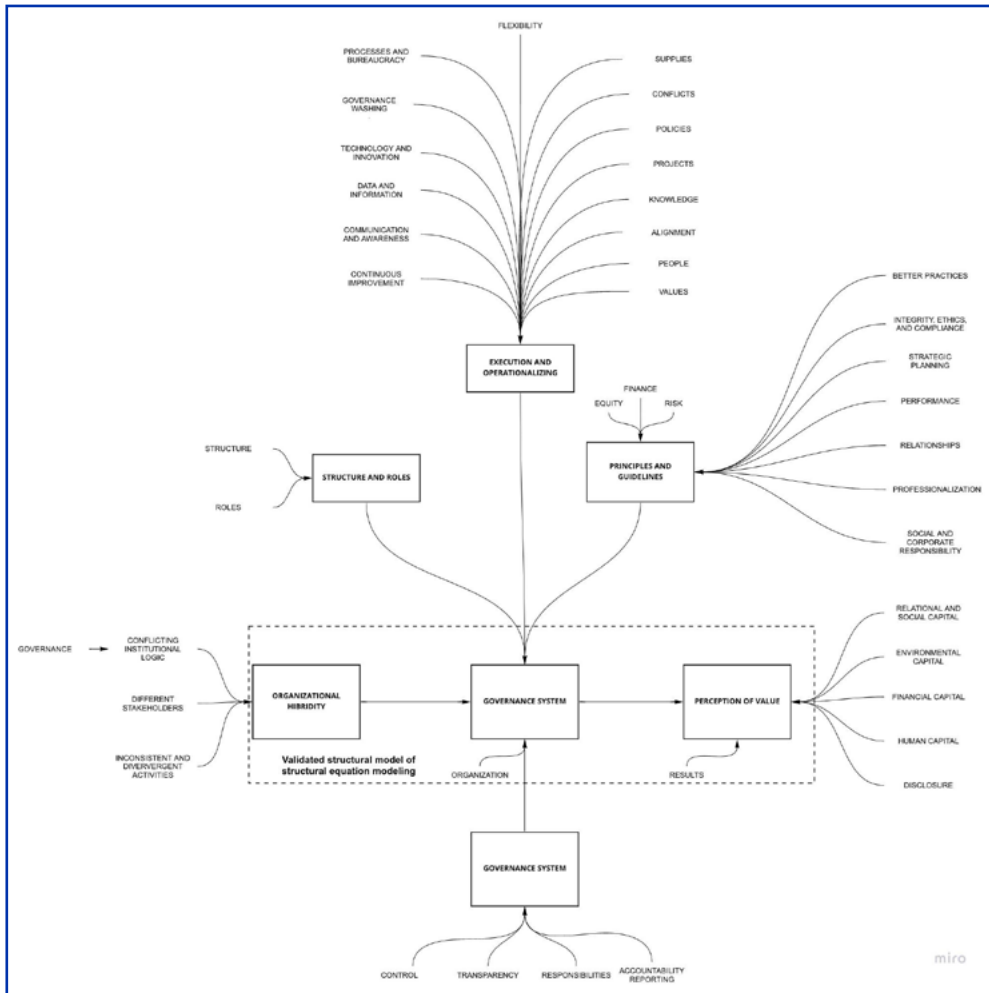 FLEXIBILITY
PROCESSES AND
BUREAUCRACY
GOVERNANCE
WASHING
TECHNOLOGY AND
INNOVATION
DATA AND
INFORMATION
COMMUNICATION
AND AWARENESS
CONTINUOUS
IMPROVEMENT
SUPPLIES
CONFLICTS
POLICIES
PROJECTS
KNOWLEDGE
ALIGNMENT
PEOPLE
VALUES
EXECUTION AND
OPERATIONALIZING
BETTER PRACTICES
INTEGRITY, ETHICS,
AND COMPLIANCE
STRATEGIC
PLANNING
PERFORMANCE
RELATIONSHIPS
PROFESSIONALIZATION
SOCIAL AND
CORPORATE
RESPONSIBILITY
FINANCE
EQUITY
RISK
PRINCIPLES AND
GUIDELINES
STRUCTURE
ROLES
STRUCTURE AND ROLES
GOVERNANCE
CONFLICTING
INSTITUTIONAL
LOGIC
DIFFERENT
STAKEHOLDERS
INCONSISTENT AND
DIVERVERGENT
ACTIVITIES
ORGANIZATIONAL
HIBRIDITY
GOVERNANCE SYSTEM
PERCEPTION OF VALUE
Validated structural model of
structural equation modeling
ORGANIZATION
RESULTS
RELATIONAL AND
SOCIAL CAPITAL
ENVIRONMENTAL
CAPITAL
FINANCIAL CAPITAL
HUMAN CAPITAL
DISCLOSURE
GOVERNANCE SYSTEM
CONTROL
TRANSPARENCY
RESPONSIBILITIES
ACCOUNTABILITY
REPORTING
miro